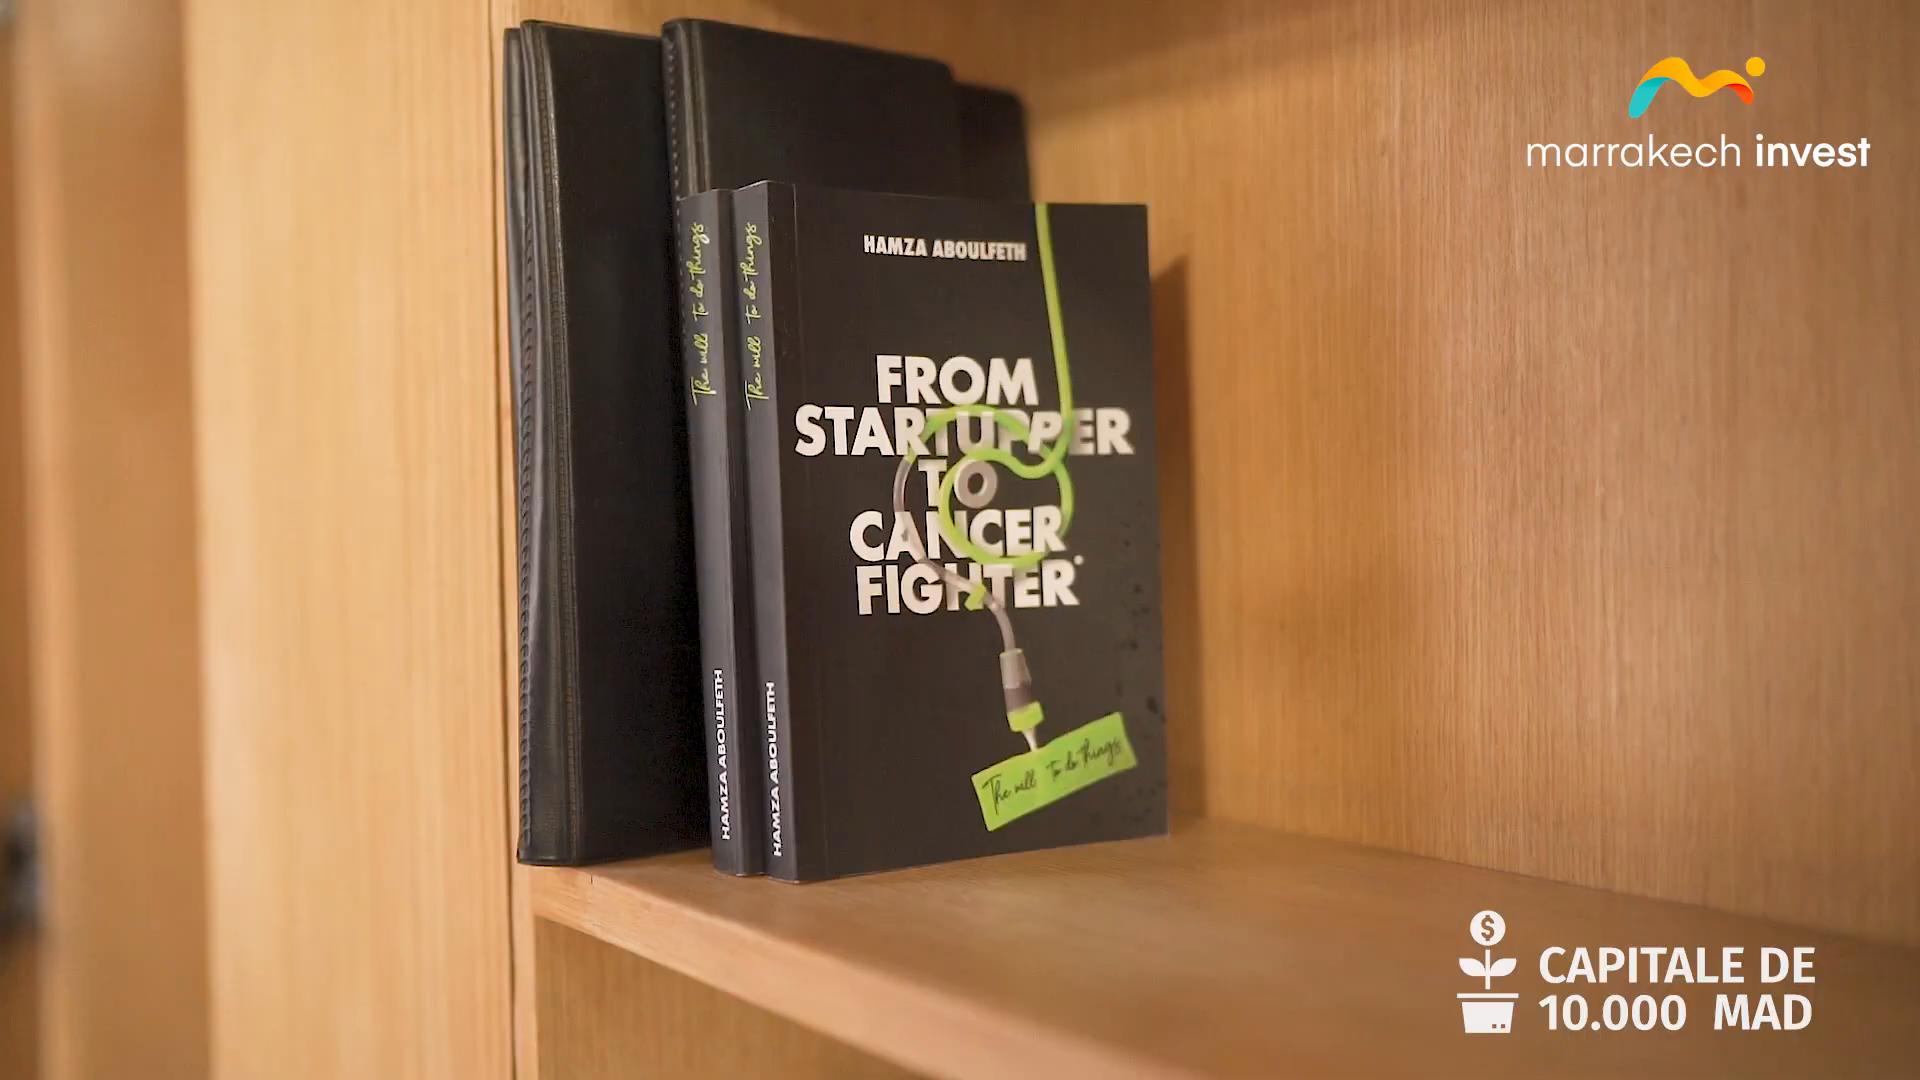 marrakech invest
The will to do things
HAMZA ABOULFETH
The will to do things
HAMZA ABOULFETH
HAMZA ABOULFETH
FROM
STARTUPPER
TO
CANCER
FIGHTER
The will to do things
$
CAPITALE DE
10.000 MAD